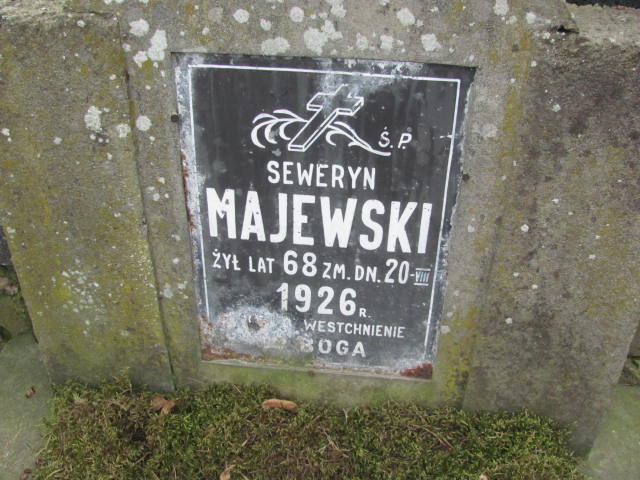 Ś.P.
SEWERYN
MAJEWSKI
ŻYŁ LAT 68 ZM. DN. 20-VIII
1926 R.
WESTCHNIENIE
BOGA